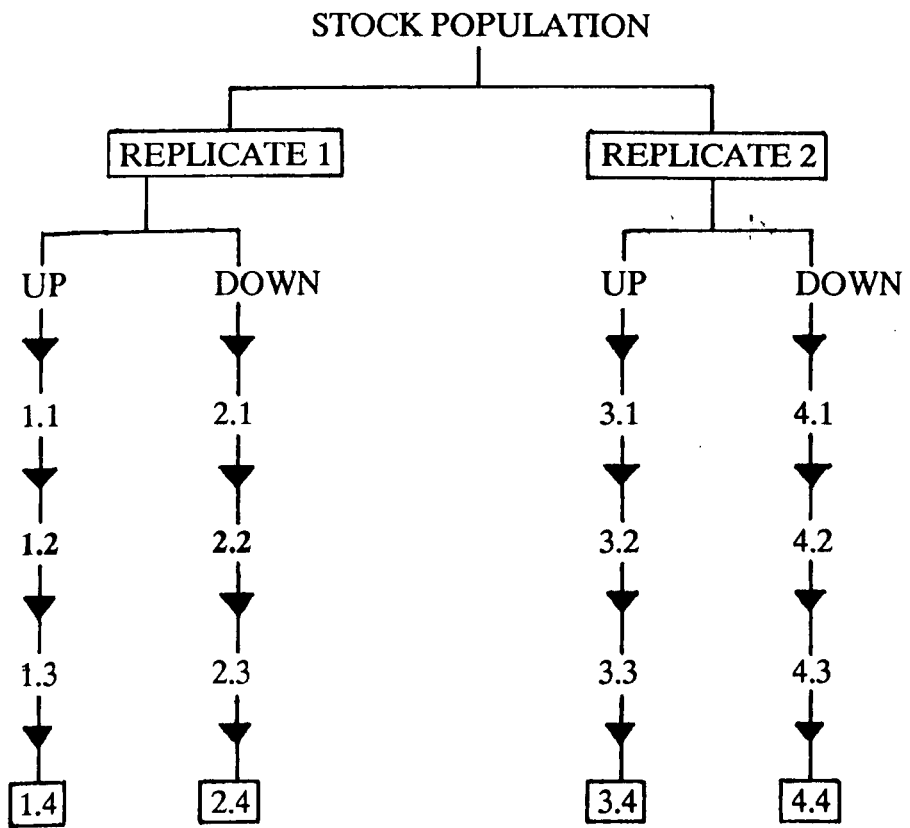 STOCK POPULATION
REPLICATE 1 REPLICATE 2
UP DOWN UP DOWN
1.1 2.1 3.1 4.1
1.2 2.2 3.2 4.2
1.3 2.3 3.3 4.3
1.4 2.4 3.4 4.4